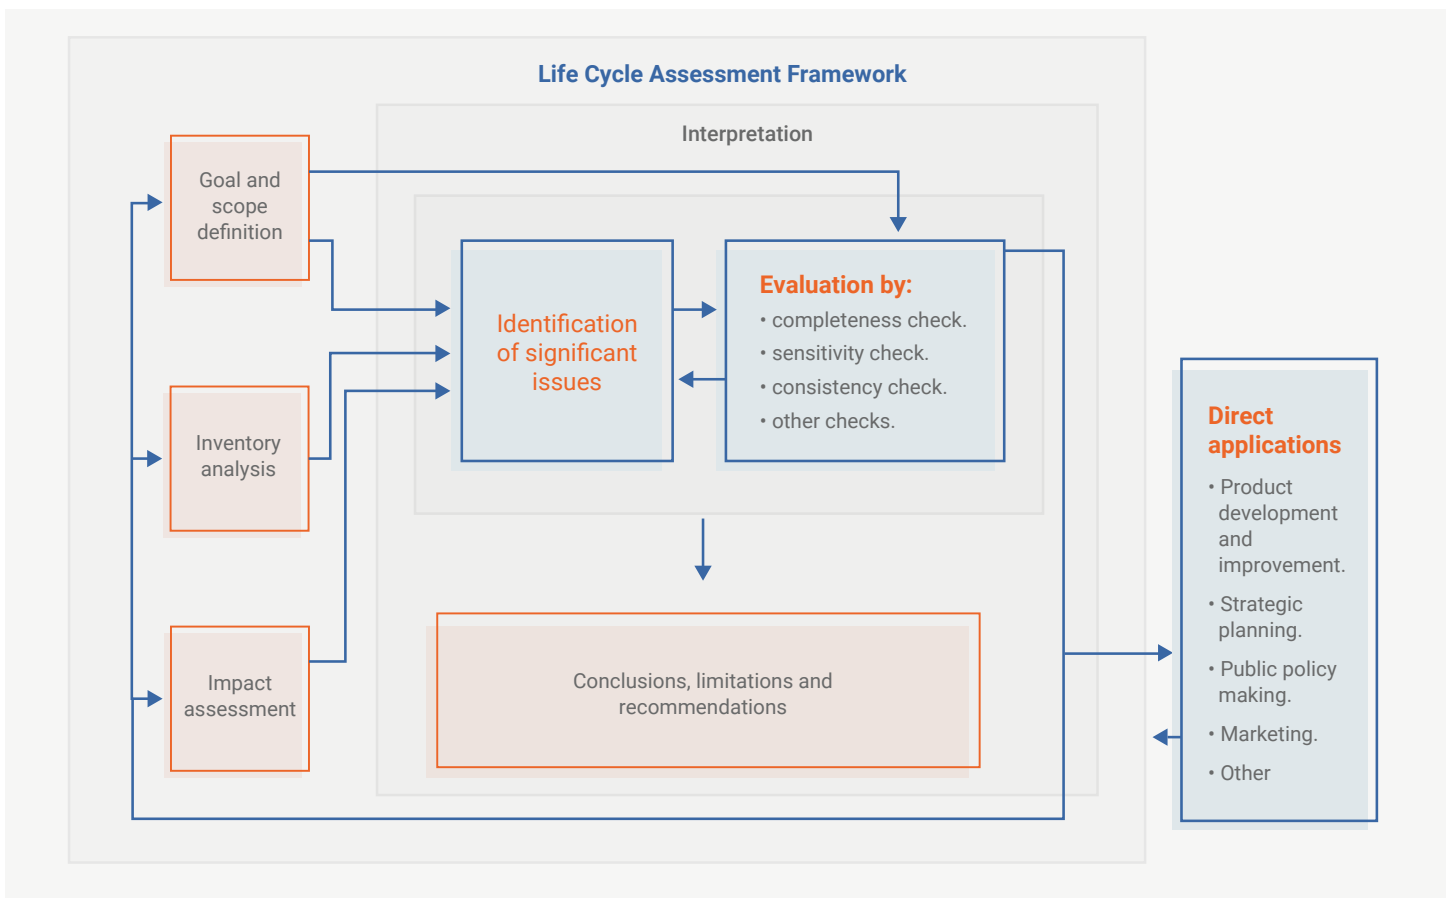 Life Cycle Assessment Framework
Interpretation
Goal and
scope
definition
Inventory
analysis
Impact
assessment
Identification
of significant
issues
Evaluation by:
• completeness check.
• sensitivity check.
• consistency check.
• other checks.
Conclusions, limitations and
recommendations
Direct
applications
• Product
development
and
improvement.
• Strategic
planning.
• Public policy
making.
• Marketing.
• Other